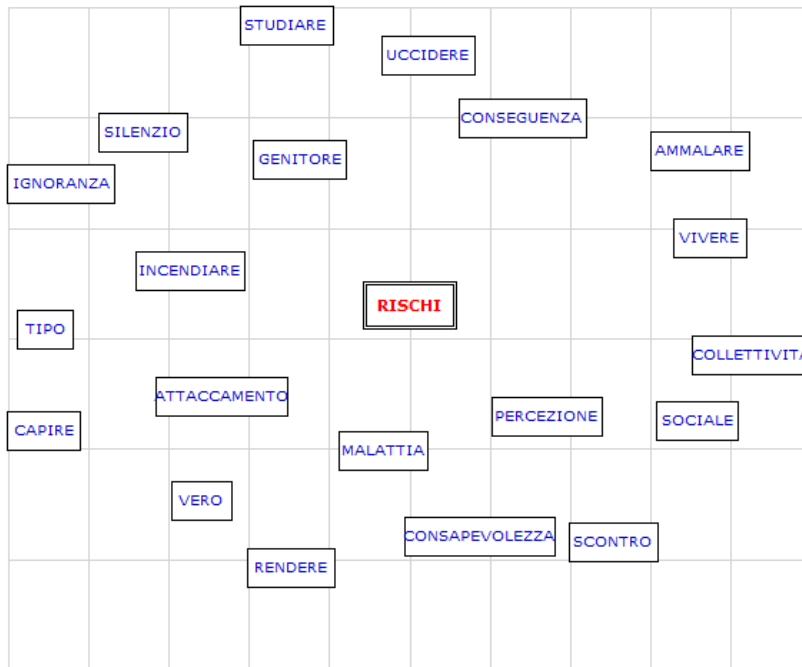 STUDIARE
UCCIDERE
CONSEGUENZA
SILENZIO
AMMALARE
GENITORE
IGNORANZA
VIVERE
INCENDIARE
RISCHI
TIPO
COLLETTIVITA
ATTACCAMENTO
PERCEZIONE
SOCIALE
CAPIRE
MALATTIA
VERO
CONSAPEVOLEZZA
SCONTRO
RENDERE